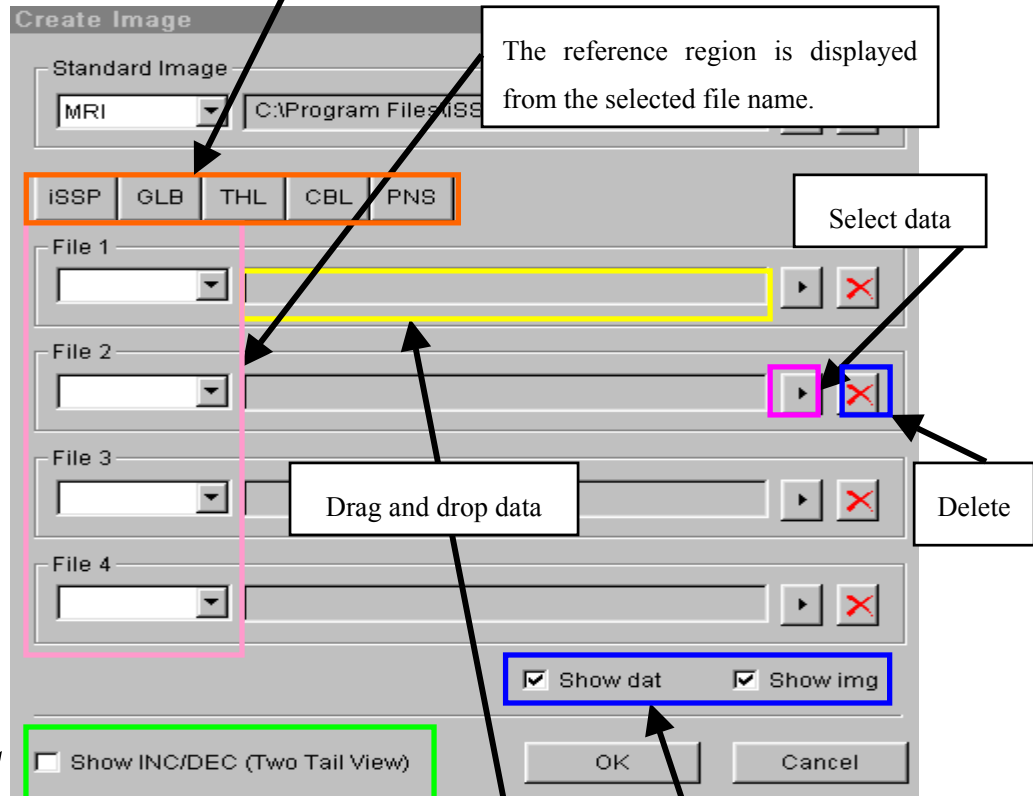 Create Image
The reference region is displayed
from the selected file name.
Standard Image
MRI
C:\Program Files\iSS
iSSP GLB THL CBL PNS
Select data
File 1
File 2
File 3
Drag and drop data
Delete
File 4
Show dat Show img
Show INC/DEC (Two Tail View)
OK Cancel